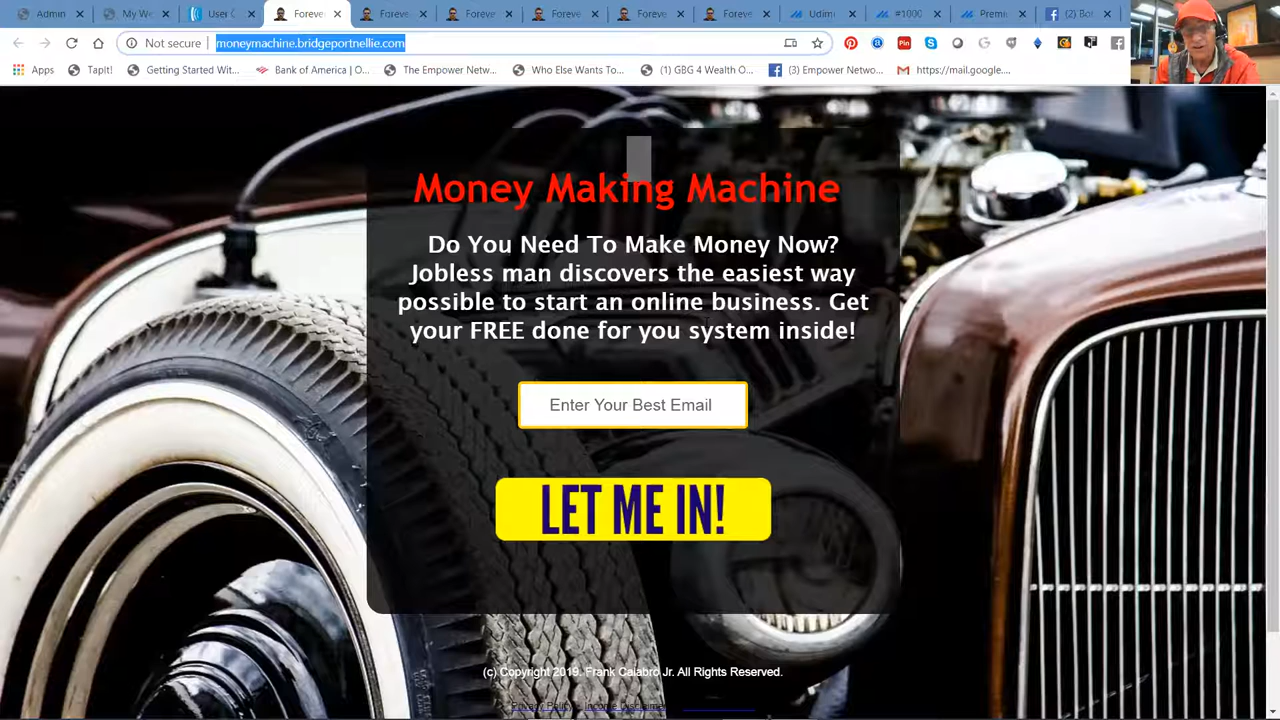 Admin
My We
User C
Foreve
Foreve
Foreve
Foreve
Foreve
Foreve
Udim
#1000
Premi
(2) Bo
Not secure
moneymachine.bridgeportnellie.com
Apps
TapIt!
Getting Started Wit...
Bank of America | O...
The Empower Netw...
Who Else Wants To...
(1) GBG 4 Wealth O...
(3) Empower Netwo...
https://mail.google....
Money Making Machine
Do You Need To Make Money Now?
Jobless man discovers the easiest way
possible to start an online business. Get
your FREE done for you system inside!
Enter Your Best Email
LET ME IN!
(c) Copyright 2019. Frank Calabro Jr. All Rights Reserved.
Privacy Policy Income Disclaimer